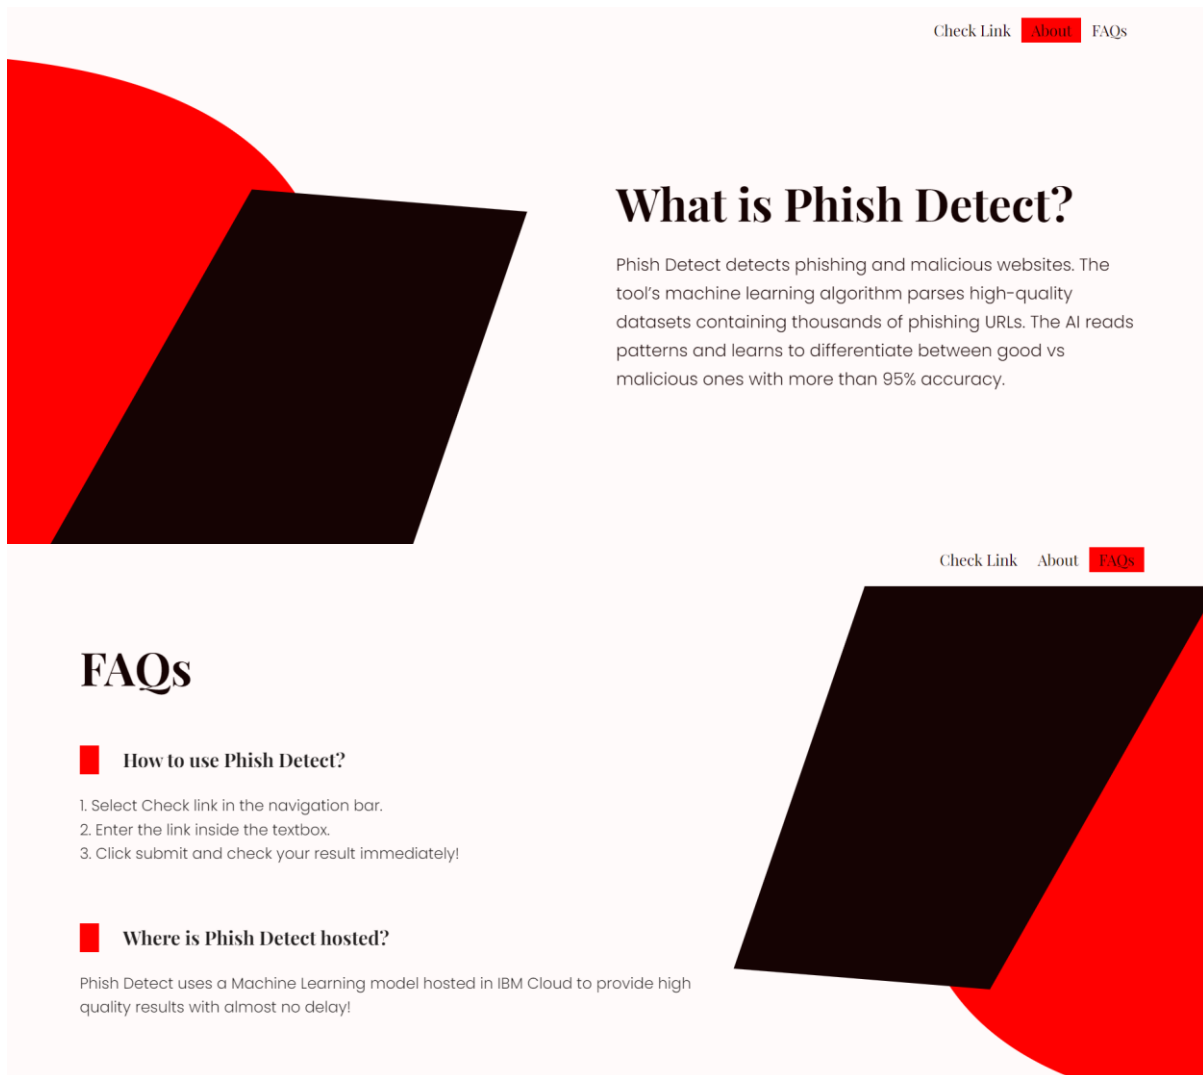 Check Link About FAQs
What is Phish Detect?
Phish Detect detects phishing and malicious websites. The
tool’s machine learning algorithm parses high-quality
datasets containing thousands of phishing URLs. The AI reads
patterns and learns to differentiate between good vs
malicious ones with more than 95% accuracy.
Check Link About FAQs
FAQs
How to use Phish Detect?
1. Select Check link in the navigation bar.
2. Enter the link inside the textbox.
3. Click submit and check your result immediately!
Where is Phish Detect hosted?
Phish Detect uses a Machine Learning model hosted in IBM Cloud to provide high
quality results with almost no delay!